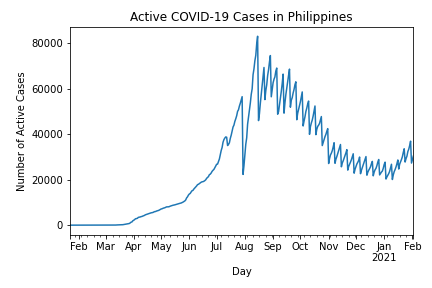 Active COVID-19 Cases in Philippines
80000
60000
40000
20000
0
Number of Active Cases
Feb Mar Apr May Jun Jul Aug Sep Oct Nov Dec Jan Feb
2021
Day